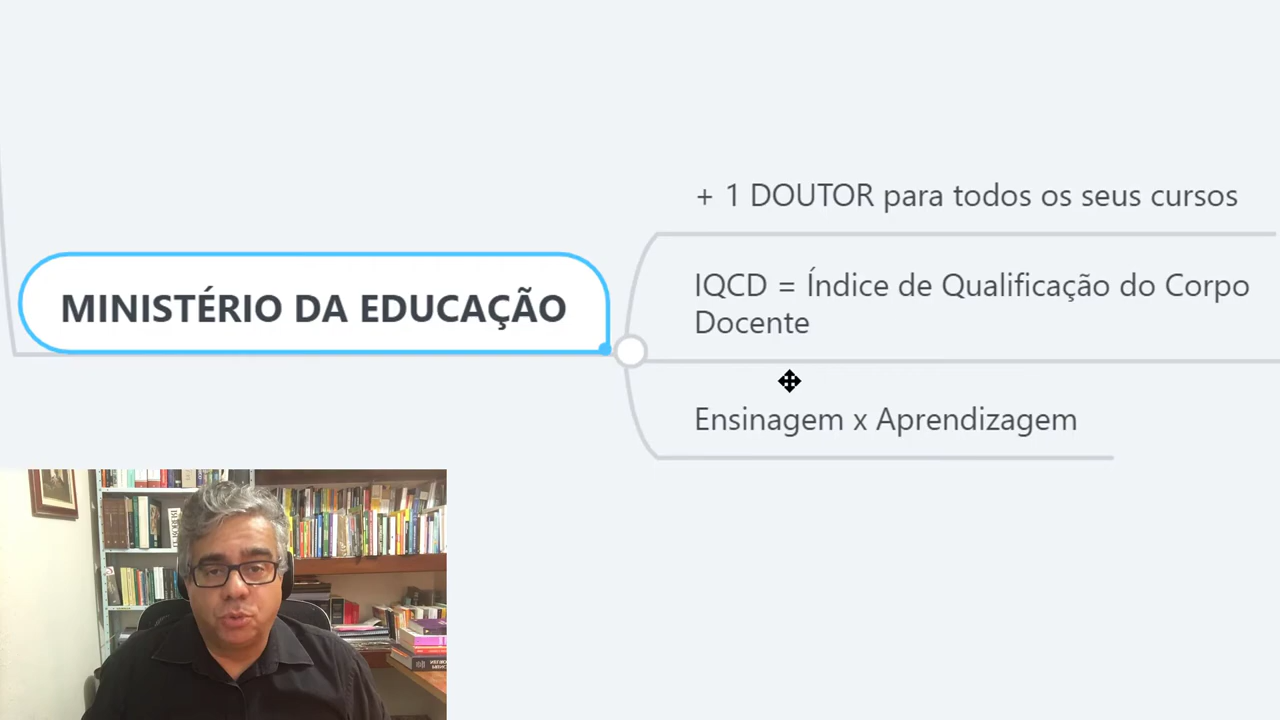 + 1 DOUTOR para todos os seus cursos
MINISTÉRIO DA EDUCAÇÃO
IQCD = Índice de Qualificação do Corpo
Docente
Ensinagem x Aprendizagem